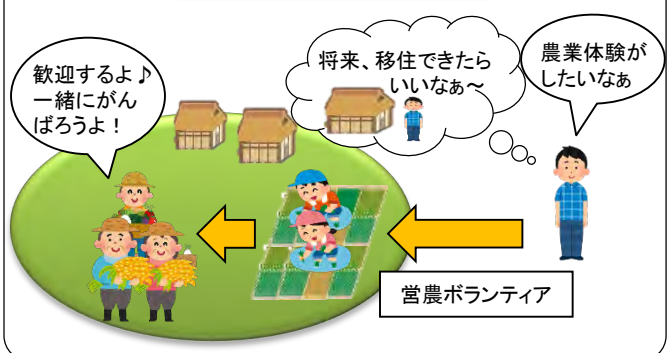 歓迎するよ♪
一緒にがん
ばろうよ！
将来、移住できたら
いいなぁ～
農業体験が
したいなぁ
営農ボランティア